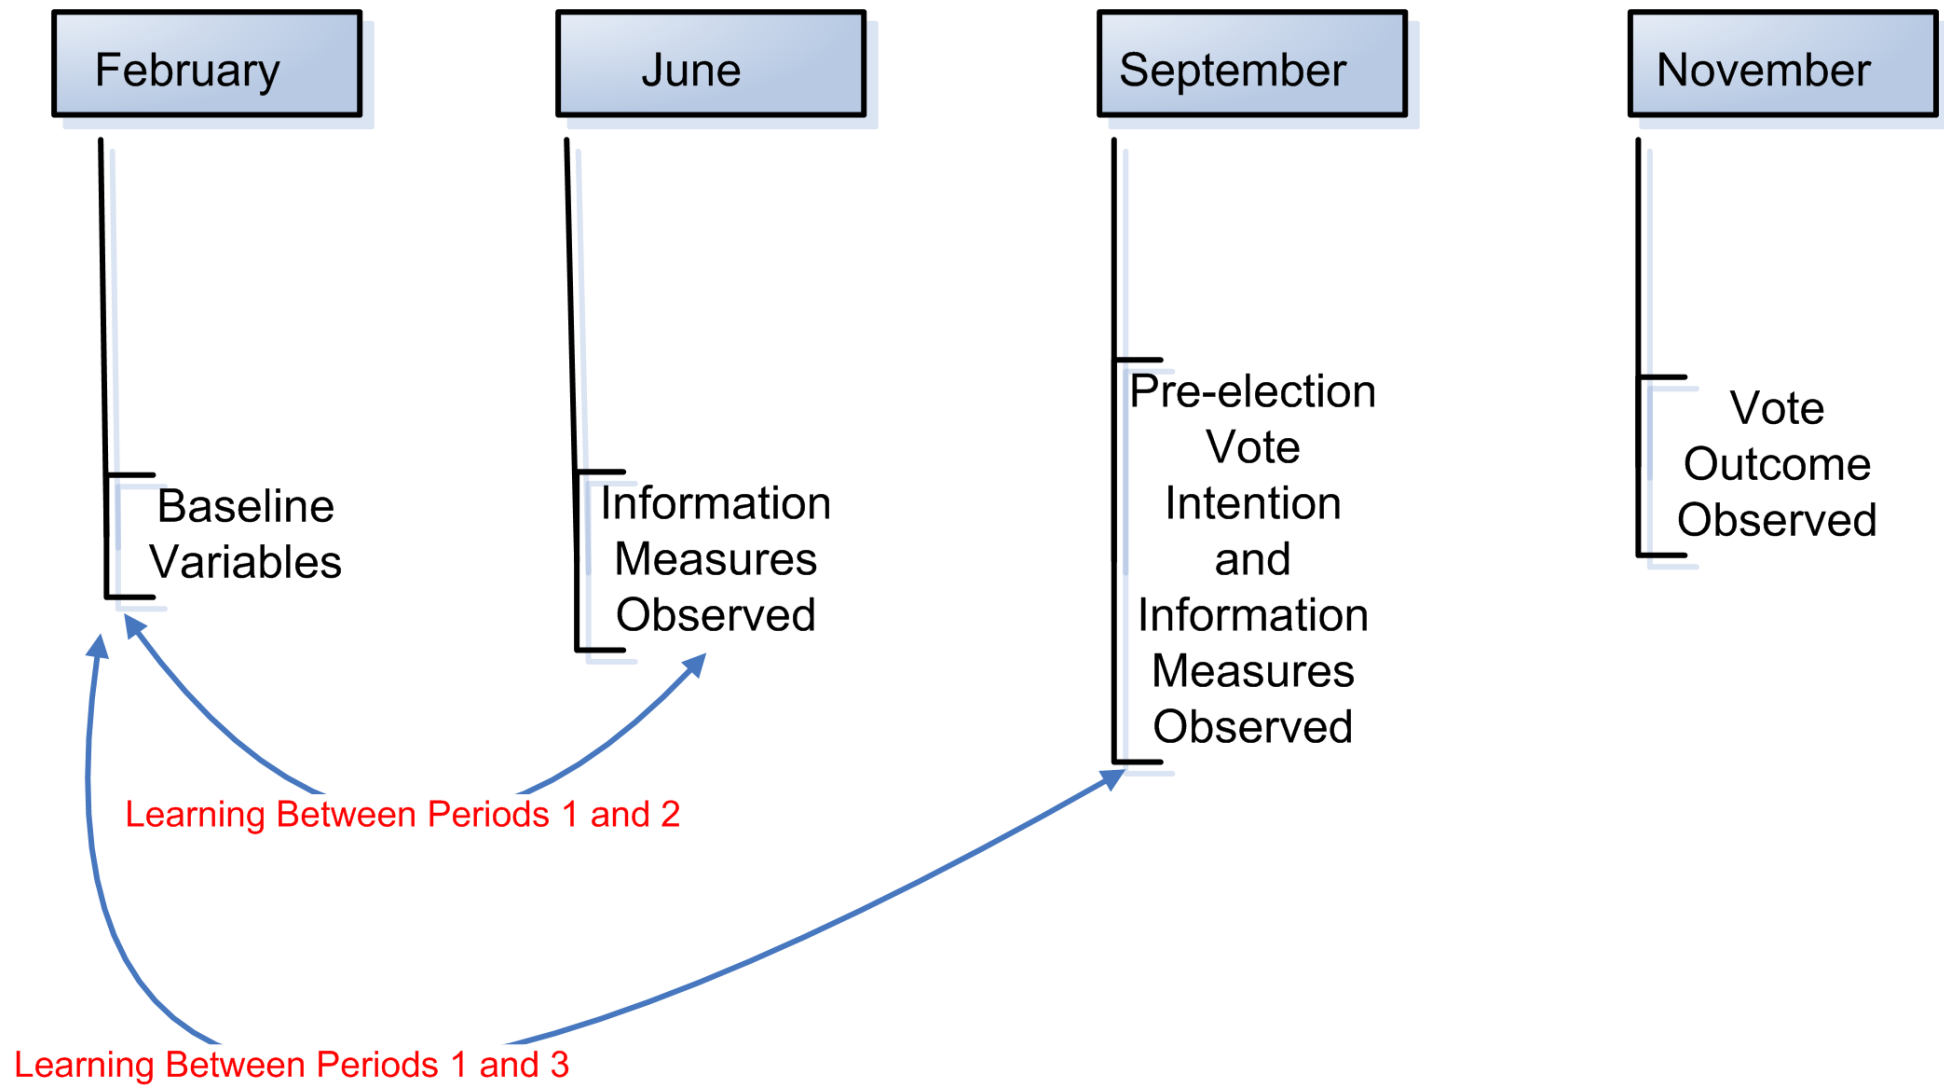 February
June
September
November
Baseline
Variables
Information
Measures
Observed
Pre-election
Vote
Intention
and
Information
Measures
Observed
Vote
Outcome
Observed
Learning Between Periods 1 and 2
Learning Between Periods 1 and 3